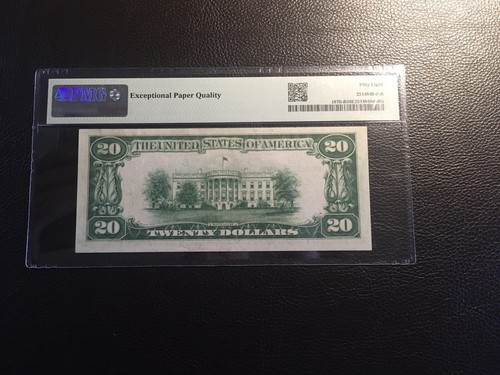 PMG
Exceptional Paper Quality
Fifty Eight
20 THE UNITED STATES OF AMERICA 20
20 TWENTY DOLLARS 20